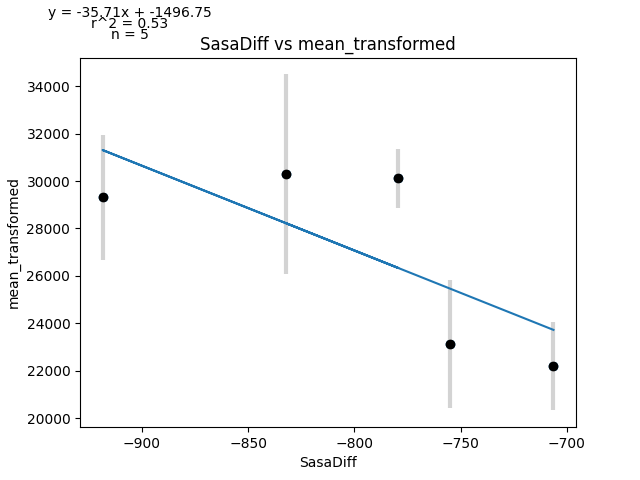 y = -35.71x + -1496.75
r^2 = 0.53
n = 5
SasaDiff vs mean_transformed
34000
32000
30000
28000
26000
24000
22000
20000
mean_transformed
−900
−850
−800
−750
−700
SasaDiff